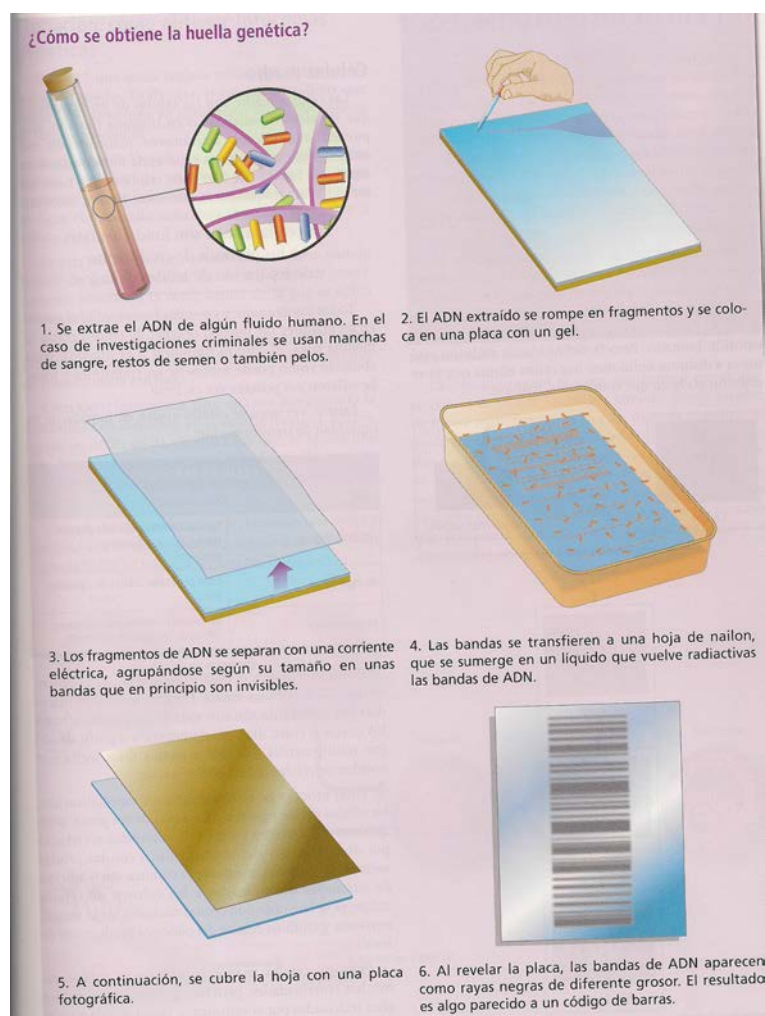 ¿Cómo se obtiene la huella genética?
1. Se extrae el ADN de algún fluido humano. En el
caso de investigaciones criminales se usan manchas
de sangre, restos de semen o también pelos.
2. El ADN extraído se rompe en fragmentos y se colo-
ca en una placa con un gel.
3. Los fragmentos de ADN se separan con una corriente
eléctrica, agrupándose según su tamaño en unas
bandas que en principio son invisibles.
4. Las bandas se transfieren a una hoja de nailon,
que se sumerge en un líquido que vuelve radiactivas
las bandas de ADN.
5. A continuación, se cubre la hoja con una placa
fotográfica.
6. Al revelar la placa, las bandas de ADN aparecen
como rayas negras de diferente grosor. El resultado
es algo parecido a un código de barras.